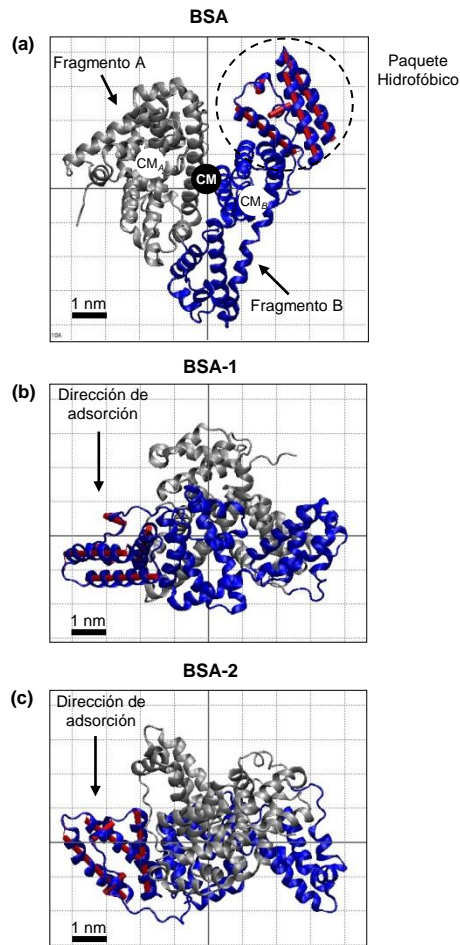 BSA
(a)
Fragmento A
Paquete
Hidrofóbico
CMA
CM
CMB
Fragmento B
1 nm
10A
BSA-1
(b)
Dirección de
adsorción
1 nm
BSA-2
(c)
Dirección de
adsorción
1 nm